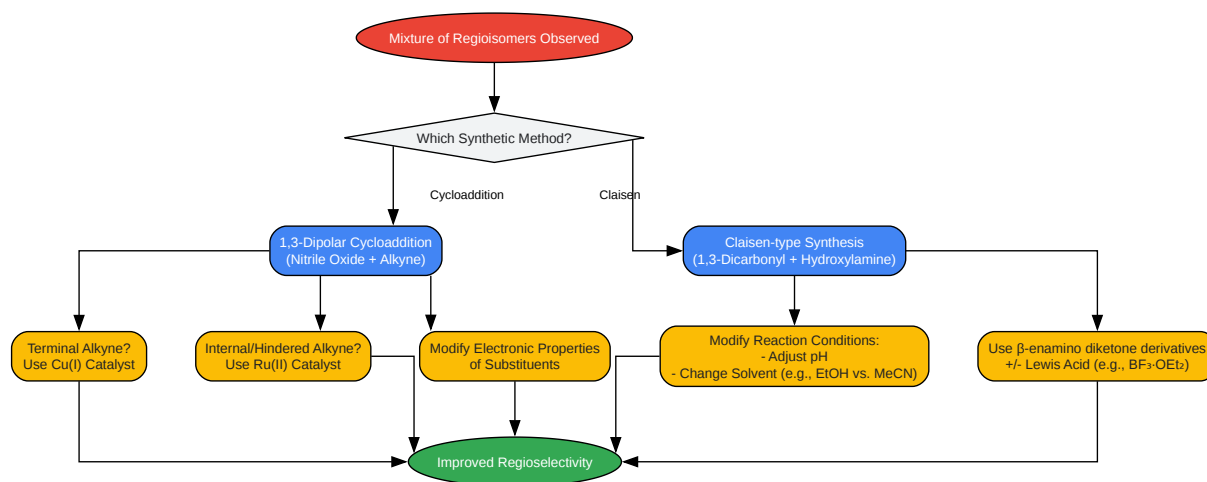 Mixture of Regioisomers Observed
Which Synthetic Method?
Cycloaddition
Claisen
1,3-Dipolar Cycloaddition
(Nitrile Oxide + Alkyne)
Claisen-type Synthesis
(1,3-Dicarbonyl + Hydroxylamine)
Terminal Alkyne?
Use Cu(I) Catalyst
Internal/Hindered Alkyne?
Use Ru(II) Catalyst
Modify Electronic Properties
of Substituents
Modify Reaction Conditions:
- Adjust pH
- Change Solvent (e.g., EtOH vs. MeCN)
Use β-enamino diketone derivatives
+/- Lewis Acid (e.g., BF₃·OEt₂)
Improved Regioselectivity